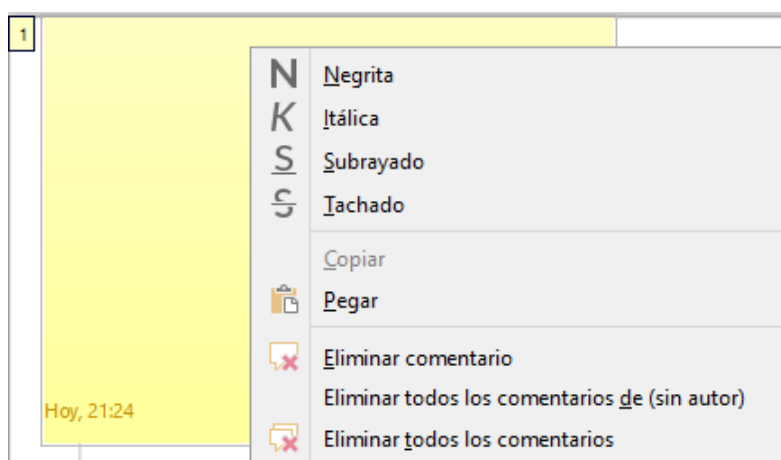 1
N Negrita
K Itálica
S Subrayado
S Tachado
Copiar
Pegar
Eliminar comentario
Eliminar todos los comentarios de (sin autor)
Hoy, 21:24
Eliminar todos los comentarios